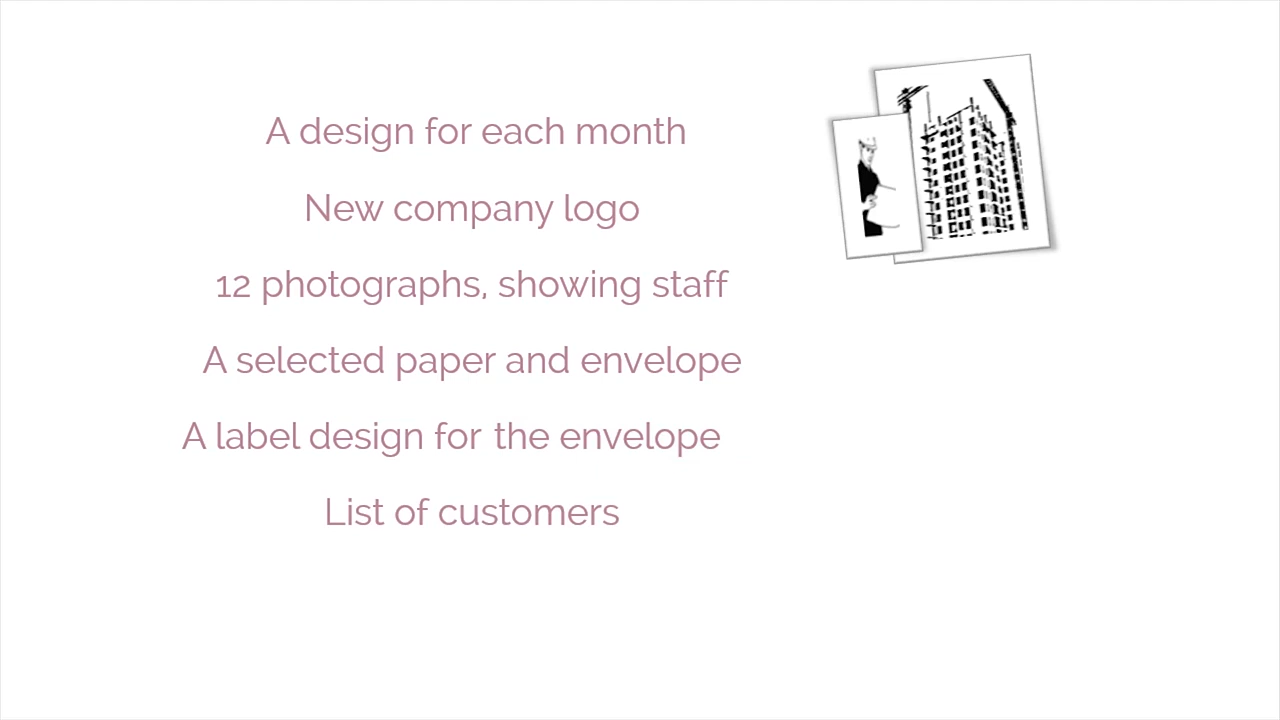 A design for each month
New company logo
12 photographs, showing staff
A selected paper and envelope
A label design for the envelope
List of customers